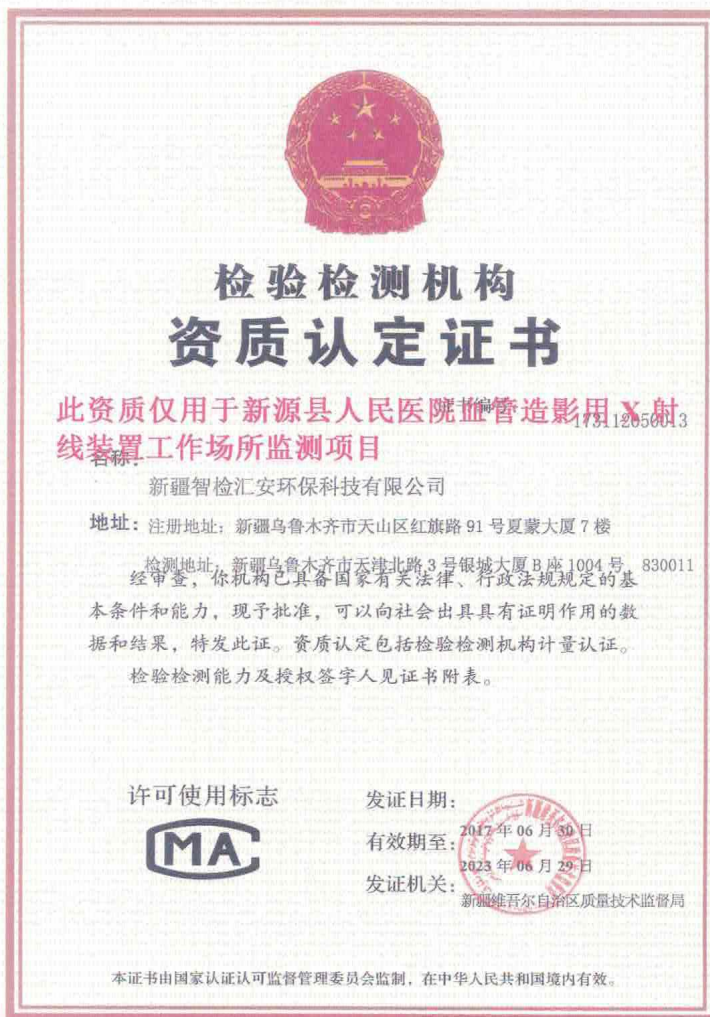 检验检测机构
资质认定证书
此资质仅用于新源县人民医院血管造影用 X 射
证书编号:
173112050013
线装置工作场所监测项目
名称:
新疆智检汇安环保科技有限公司
地址: 注册地址: 新疆乌鲁木齐市天山区红旗路 91 号夏蒙大厦 7 楼
检测地址: 新疆乌鲁木齐市天津北路 3 号银城大厦 B 座 1004 号, 830011
经审查, 你机构已具备国家有关法律、行政法规规定的基
本条件和能力, 现予批准, 可以向社会出具具有证明作用的数
据和结果, 特发此证。资质认定包括检验检测机构计量认证。
检验检测能力及授权签字人见证书附表。
许可使用标志
MA
发证日期:
2017 年 06 月 30 日
有效期至:
2023 年 06 月 29 日
发证机关:
新疆维吾尔自治区质量技术监督局
本证书由国家认证认可监督管理委员会监制, 在中华人民共和国境内有效。